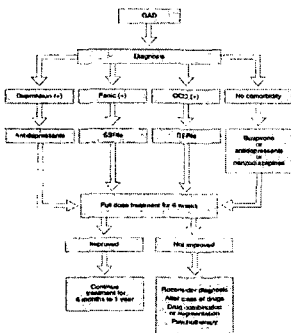 GAD
Diagnosis
Depression (+)
Panic (+)
OCD (+)
No comorbidity
Antidepressants
SSRIs
SSRIs
Buspirone
or
antidepressants
or
benzodiazepines
Full dose treatment for 6 weeks
Improved
Not improved
Continue
treatment for
6 months to 1 year
Reconsider diagnosis
Alter class of drugs
Drug combination
or augmentation
Psychotherapy